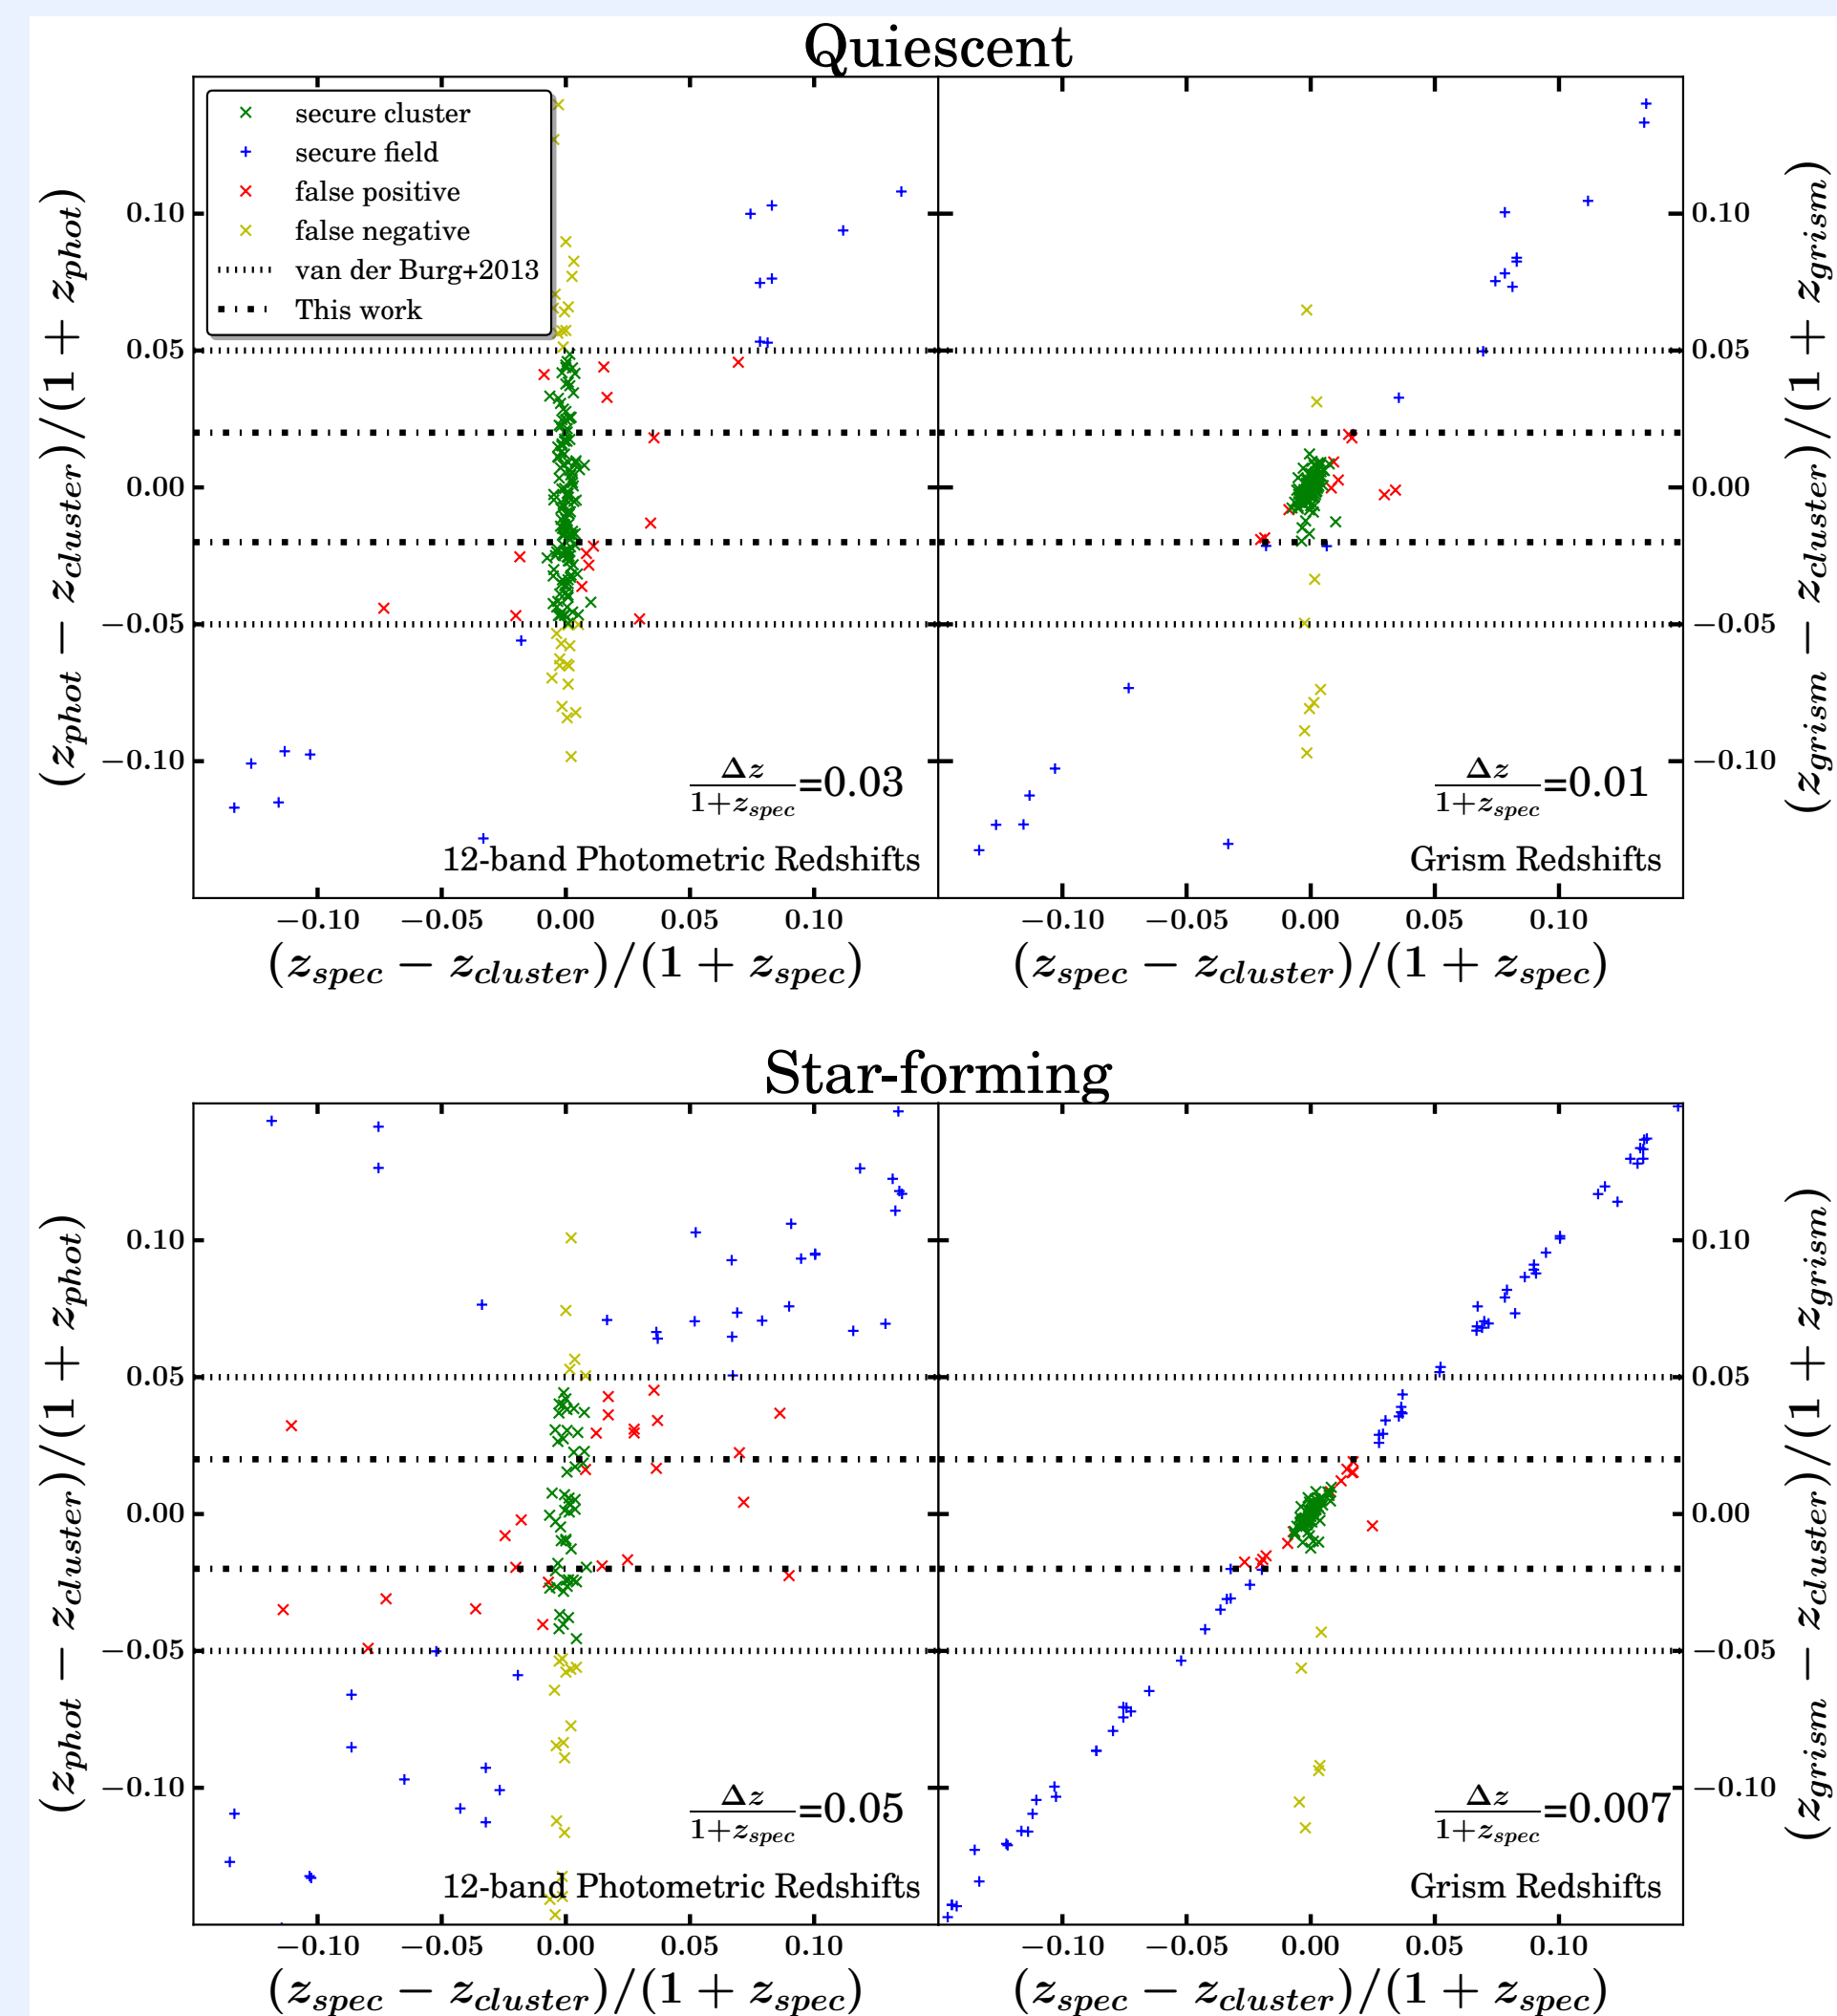 Quiescent
secure cluster
secure field
false positive
false negative
van der Burg+2013
This work
(z_phot − z_cluster)/(1 + z_phot)
0.10
0.05
0.00
−0.05
−0.10
Δz/(1+z_spec)=0.03
12-band Photometric Redshifts
−0.10 −0.05 0.00 0.05 0.10
(z_spec − z_cluster)/(1 + z_spec)
Δz/(1+z_spec)=0.01
Grism Redshifts
−0.10 −0.05 0.00 0.05 0.10
(z_spec − z_cluster)/(1 + z_spec)
0.10
0.05
0.00
−0.05
−0.10
(z_grism − z_cluster)/(1 + z_grism)
Star-forming
(z_phot − z_cluster)/(1 + z_phot)
0.10
0.05
0.00
−0.05
−0.10
Δz/(1+z_spec)=0.05
12-band Photometric Redshifts
−0.10 −0.05 0.00 0.05 0.10
(z_spec − z_cluster)/(1 + z_spec)
Δz/(1+z_spec)=0.007
Grism Redshifts
−0.10 −0.05 0.00 0.05 0.10
(z_spec − z_cluster)/(1 + z_spec)
0.10
0.05
0.00
−0.05
−0.10
(z_grism − z_cluster)/(1 + z_grism)